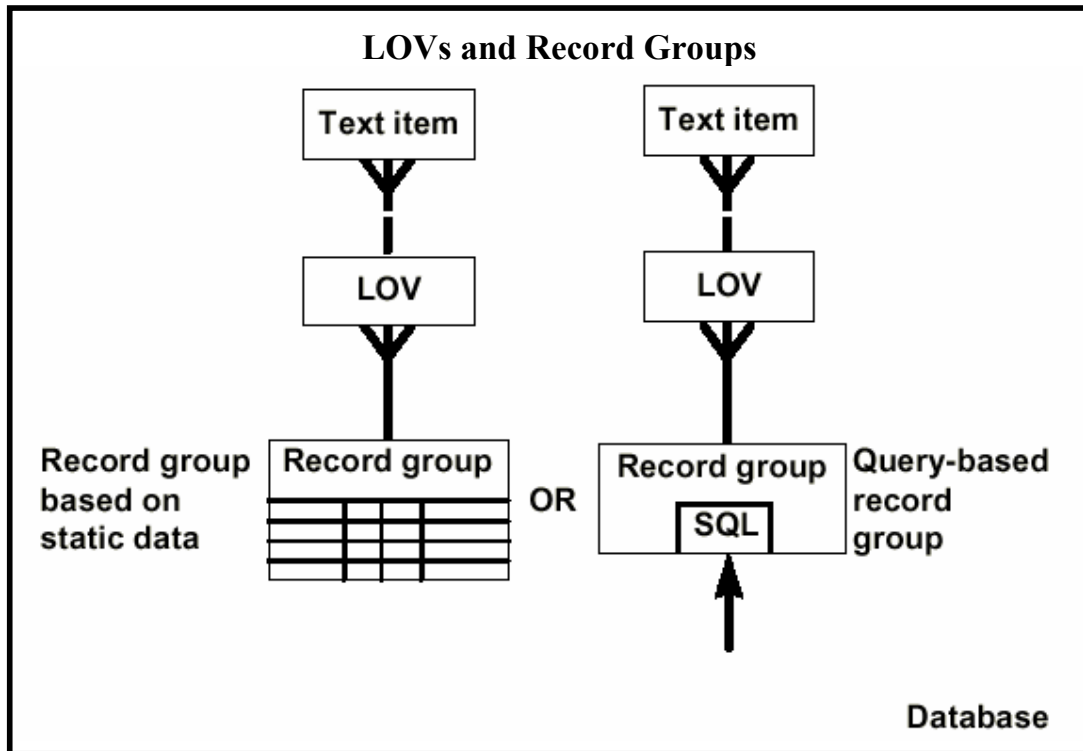 LOVs and Record Groups
Text item
Text item
LOV
LOV
Record group
based on
static data
Record group
OR
Record group
SQL
Query-based
record
group
Database